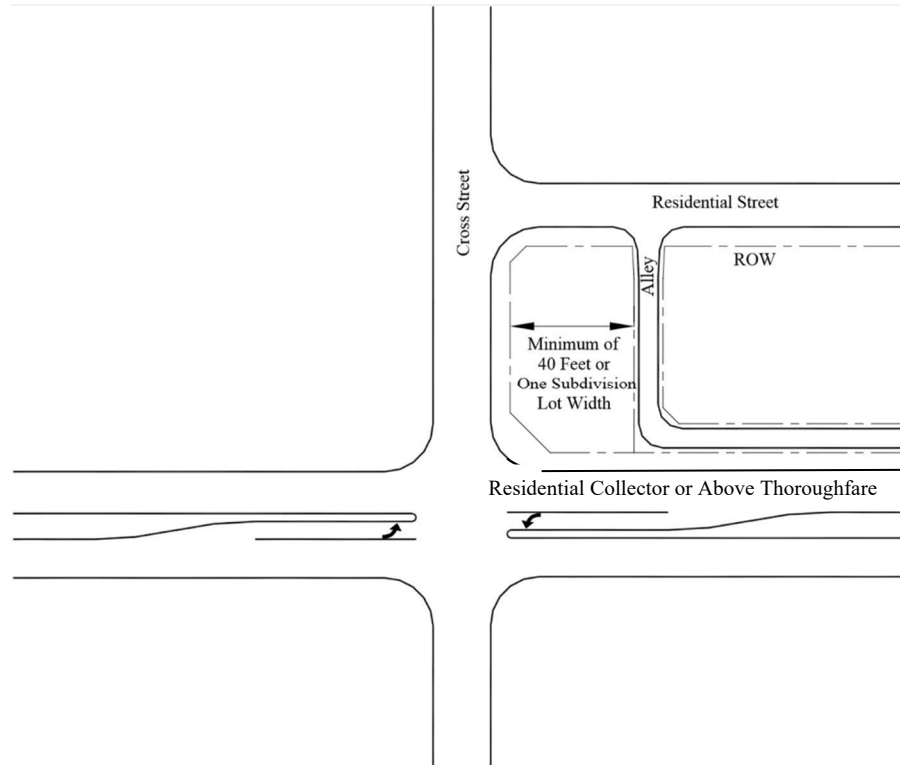 Cross Street
Residential Street
Alley
ROW
Minimum of
40 Feet or
One Subdivision
Lot Width
Residential Collector or Above Thoroughfare